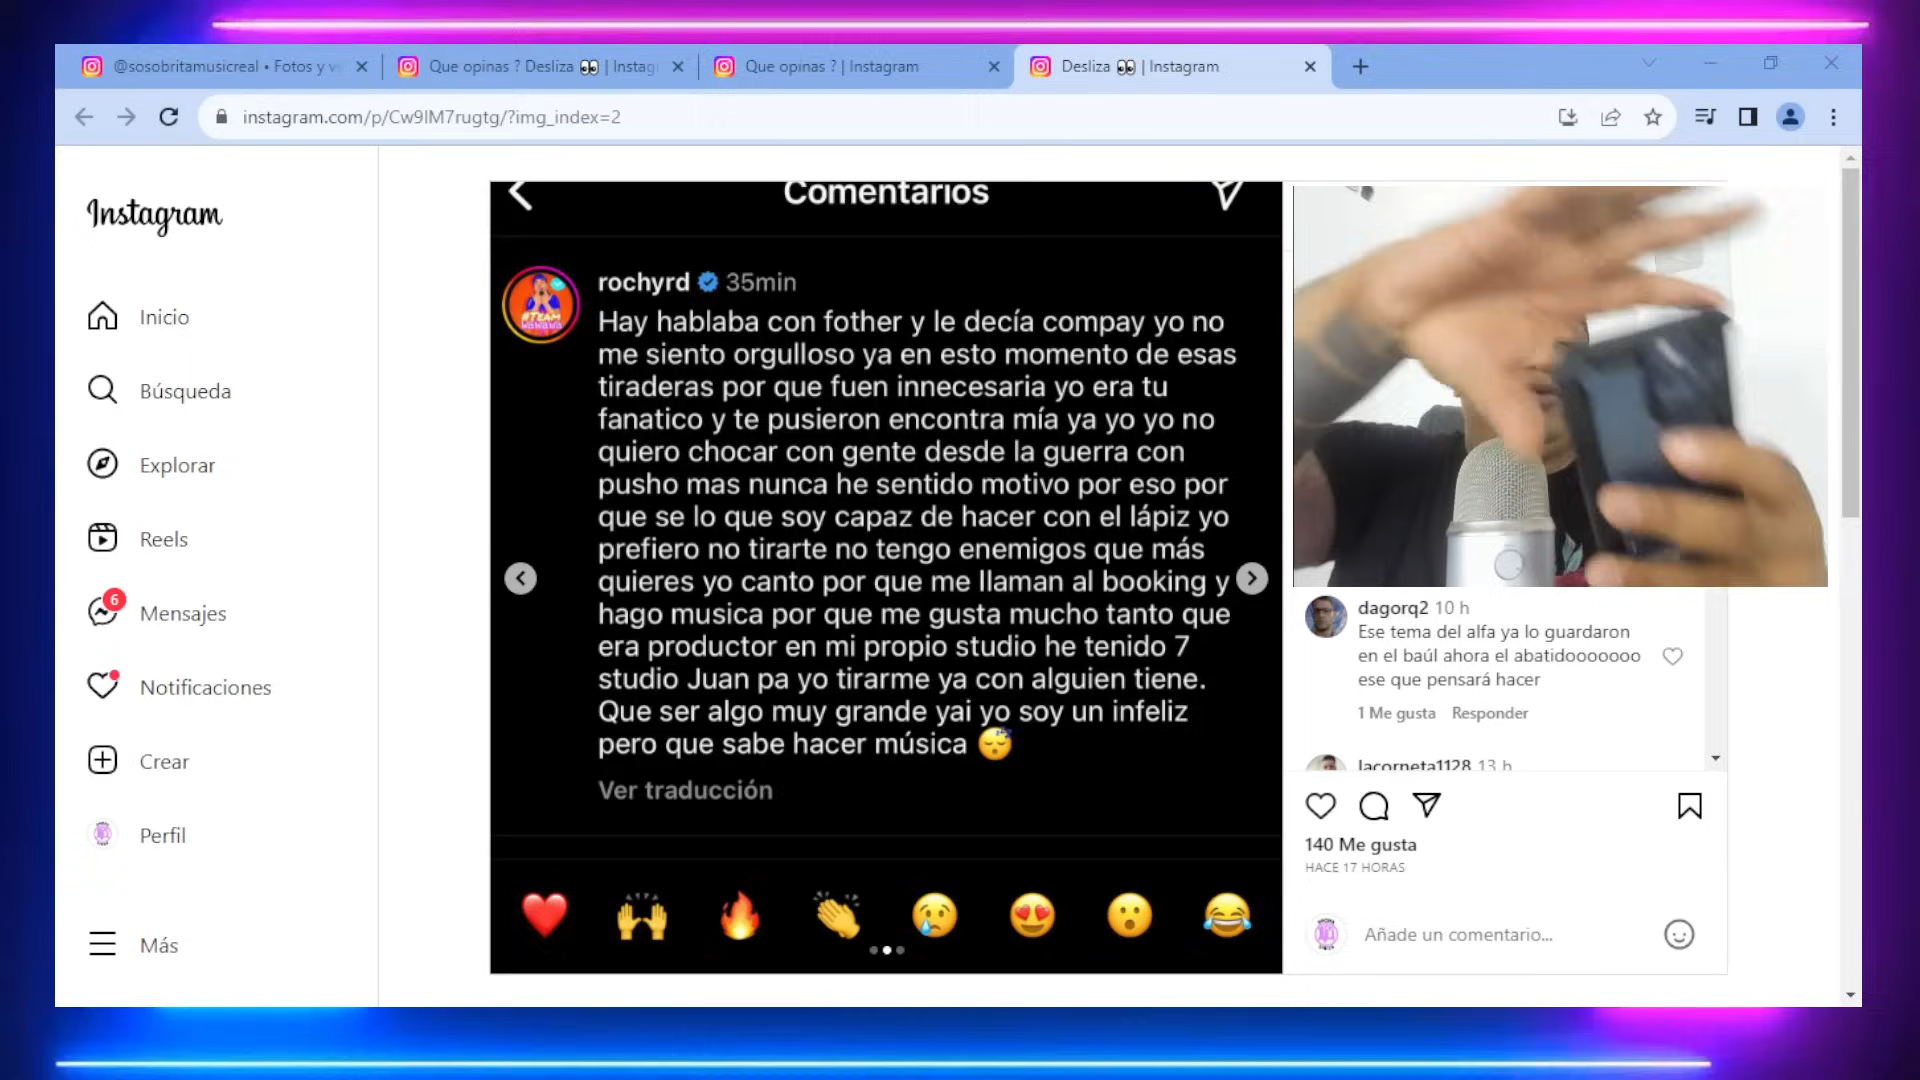 @sosobritamusicreal • Fotos y v
Que opinas ? Desliza 👀 | Instag
Que opinas ? | Instagram
Desliza 👀 | Instagram
instagram.com/p/Cw9lM7rugtg/?img_index=2
Instagram
Inicio
Búsqueda
Explorar
Reels
6
Mensajes
Notificaciones
Crear
Perfil
Más
Comentarios
rochyrd 35min
Hay hablaba con fother y le decía compay yo no
me siento orgulloso ya en esto momento de esas
tiraderas por que fuen innecesaria yo era tu
fanatico y te pusieron encontra mía ya yo yo no
quiero chocar con gente desde la guerra con
pusho mas nunca he sentido motivo por eso por
que se lo que soy capaz de hacer con el lápiz yo
prefiero no tirarte no tengo enemigos que más
quieres yo canto por que me llaman al booking y
hago musica por que me gusta mucho tanto que
era productor en mi propio studio he tenido 7
studio Juan pa yo tirarme ya con alguien tiene.
Que ser algo muy grande yai yo soy un infeliz
pero que sabe hacer música 😴
Ver traducción
dagorq2 10 h
Ese tema del alfa ya lo guardaron
en el baúl ahora el abatidooooooo
ese que pensará hacer
1 Me gusta Responder
lacorneta1128 13 h
140 Me gusta
HACE 17 HORAS
Añade un comentario...